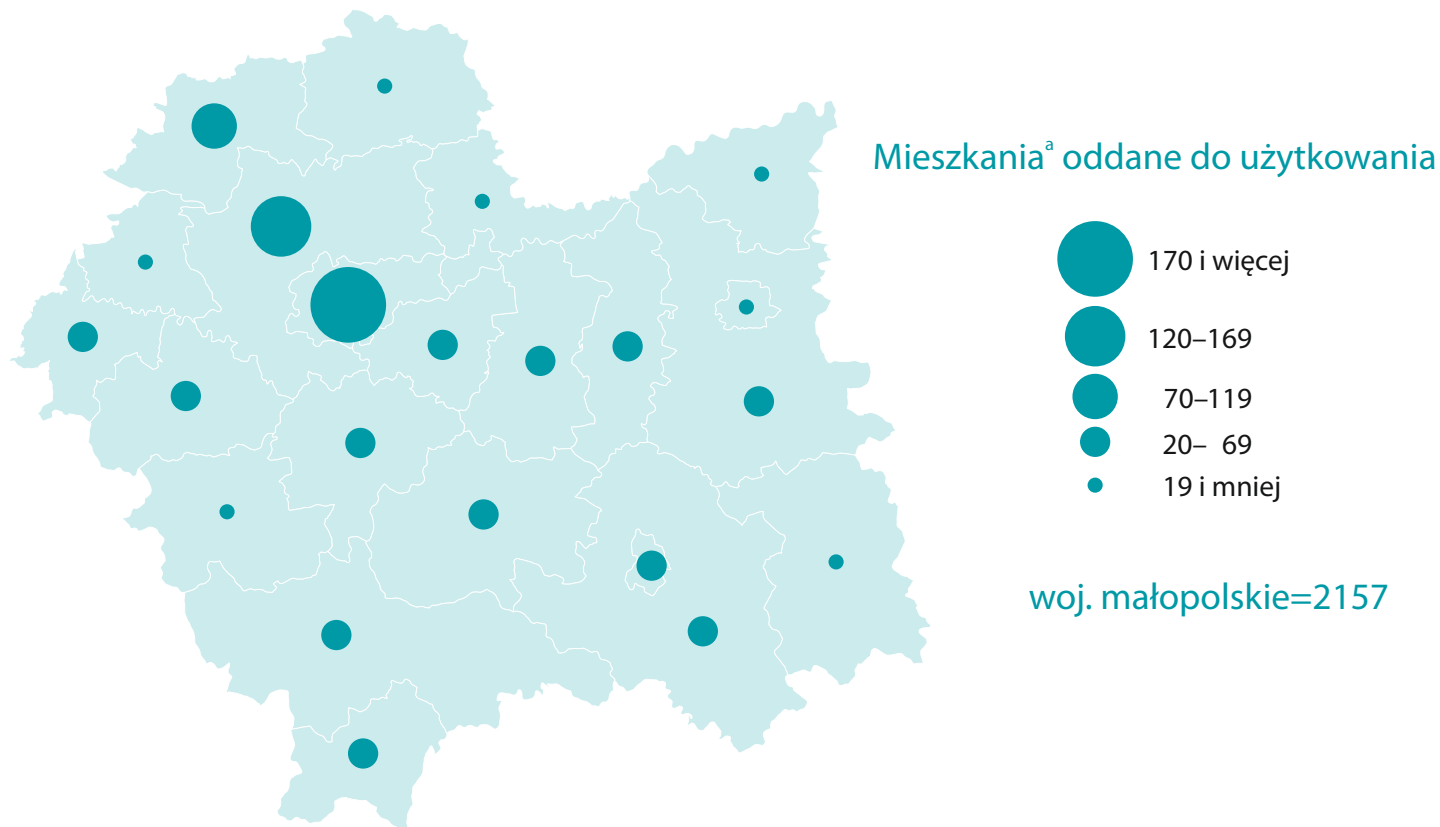 Mieszkaniaᵃ oddane do użytkowania
170 i więcej
120–169
70–119
20– 69
19 i mniej
woj. małopolskie=2157